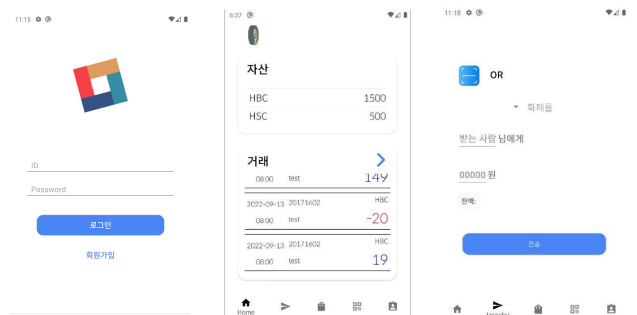 11:15
ID
Password
로그인
회원가입
6:37
자산
HBC 1500
HSC 500
거래
149
08:00 test
2022-09-13 20171602 HBC
08:00 test -20
2022-09-13 20171602 HBC
08:00 test 19
Home
11:18
OR
화폐를
받는 사람 님에게
00000 원
잔액:
전송
Transfer